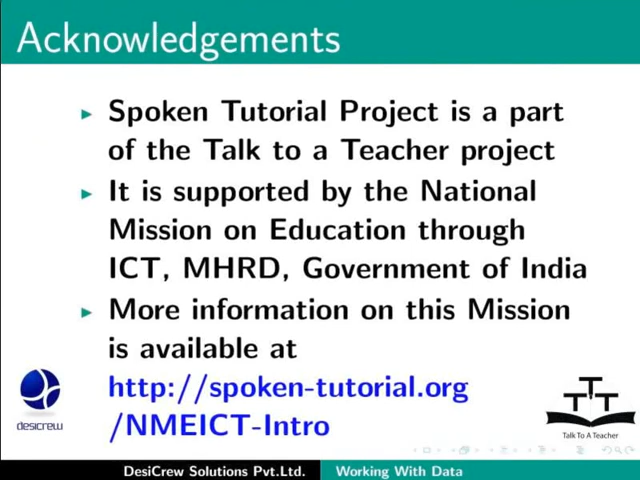 Acknowledgements
Spoken Tutorial Project is a part
of the Talk to a Teacher project
It is supported by the National
Mission on Education through
ICT, MHRD, Government of India
More information on this Mission
is available at
http://spoken-tutorial.org
/NMEICT-Intro
desicrew
TTT
Talk To A Teacher
DesiCrew Solutions Pvt.Ltd.
Working With Data